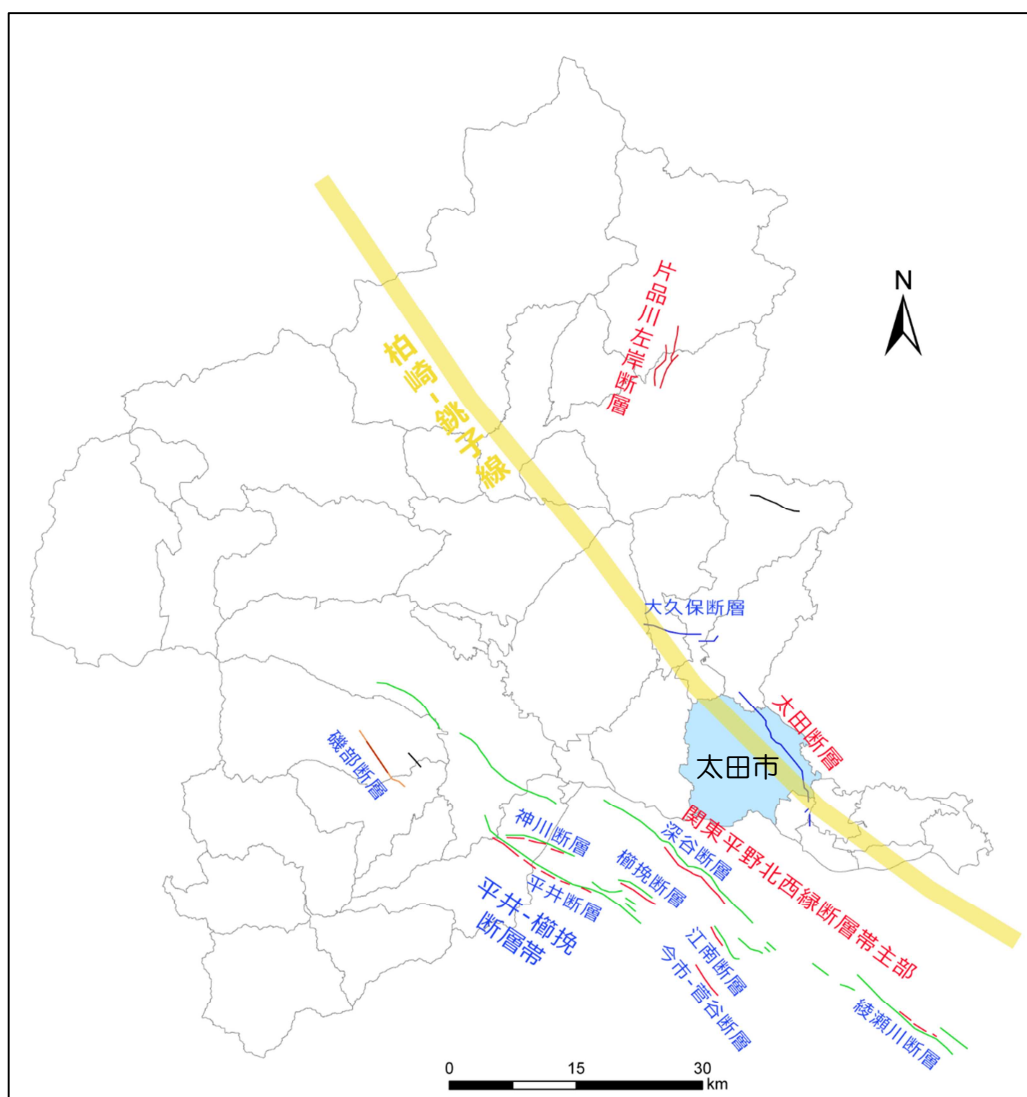 N
片品川左岸断層
柏崎-銚子線
大久保断層
太田断層
太田市
磯部断層
関東平野北西縁断層帯主部
神川断層
深谷断層
櫛挽断層
平井断層
平井-櫛挽
断層帯
江南断層
今市-菅谷断層
綾瀬川断層
0 15 30
km